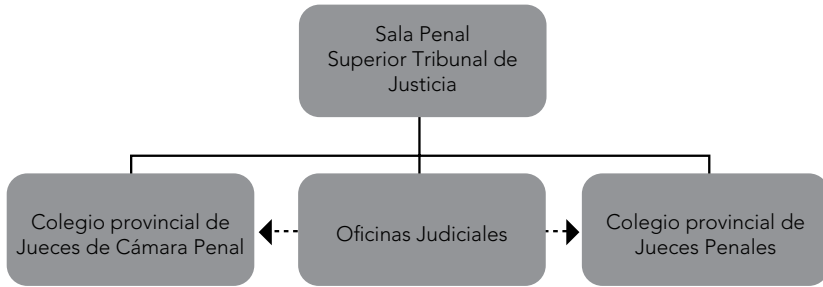 Sala Penal
Superior Tribunal de
Justicia
Colegio provincial de
Jueces de Cámara Penal
Oficinas Judiciales
Colegio provincial de
Jueces Penales